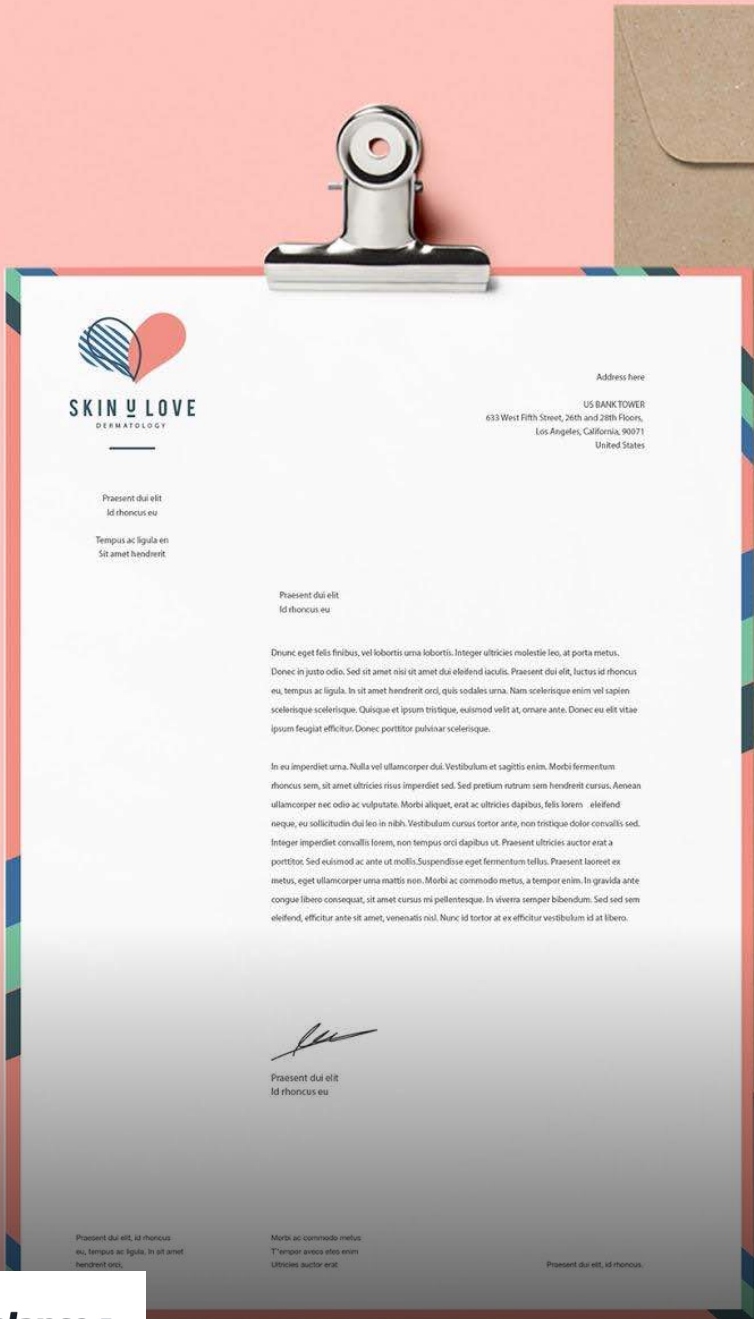 SKIN U LOVE
DERMATOLOGY
Address here
US BANK TOWER
633 West Fifth Street, 26th and 28th Floors,
Los Angeles, California, 90071
United States
Praesent dui elit
Id rhoncus eu
Tempus ac ligula en
Sit amet hendrerit
Praesent dui elit
Id rhoncus eu
Dnunc eget felis finibus, vel lobortis urna lobortis. Integer ultricies molestie leo, at porta metus.
Donec in justo odio. Sed sit amet nisi sit amet dui eleifend iaculis. Praesent dui elit, luctus id rhoncus
eu, tempus ac ligula. In sit amet hendrerit orci, quis sodales urna. Nam scelerisque enim vel sapien
scelerisque scelerisque. Quisque et ipsum tristique, euismod velit at, ornare ante. Donec eu elit vitae
ipsum feugiat efficitur. Donec porttitor pulvinar scelerisque.
In eu imperdiet urna. Nulla vel ullamcorper dui. Vestibulum et sagittis enim. Morbi fermentum
rhoncus sem, sit amet ultricies risus imperdiet sed. Sed pretium rutrum sem hendrerit cursus. Aenean
ullamcorper nec odio ac vulputate. Morbi aliquet, erat ac ultricies dapibus, felis lorem eleifend
neque, eu sollicitudin dui leo in nibh. Vestibulum cursus tortor ante, non tristique dolor convallis sed.
Integer imperdiet convallis lorem, non tempus orci dapibus ut. Praesent ultricies auctor erat a
porttitor. Sed euismod ac ante ut mollis.Suspendisse eget fermentum tellus. Praesent laoreet ex
metus, eget ullamcorper urna mattis non. Morbi ac commodo metus, a tempor enim. In gravida ante
congue libero consequat, sit amet cursus mi pellentesque. In viverra semper bibendum. Sed sed sem
eleifend, efficitur ante sit amet, venenatis nisl. Nunc id tortor at ex efficitur vestibulum id at libero.
Praesent dui elit
Id rhoncus eu
Praesent dui elit, id rhoncus
eu, tempus ac ligula. In sit amet
hendrerit orci,
Morbi ac commodo metus
T'empor aveos eteo enim
Ultricies auctor erat
Praesent dui elit, id rhoncus.